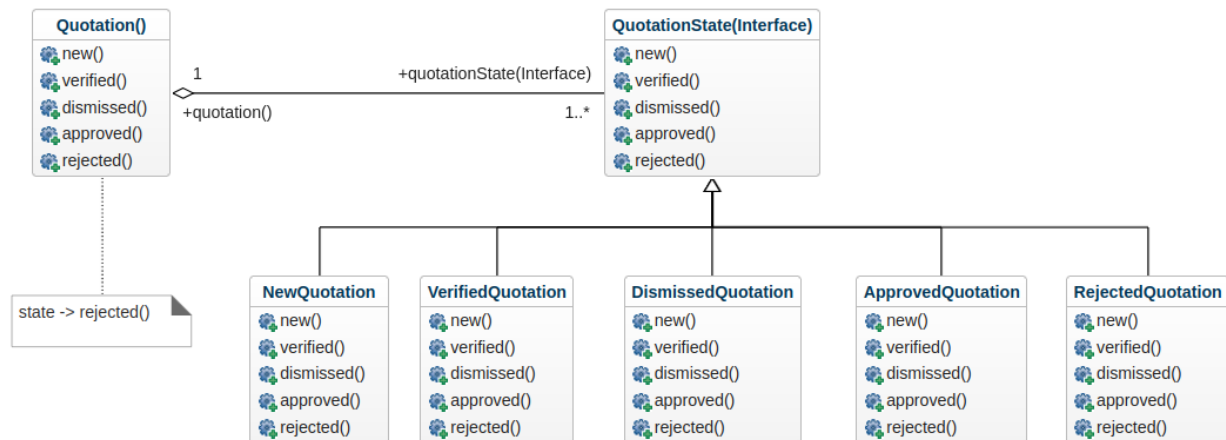 Quotation()
new()
verified()
dismissed()
approved()
rejected()
1
+quotation()
+quotationState(Interface)
1..*
QuotationState(Interface)
new()
verified()
dismissed()
approved()
rejected()
state -> rejected()
NewQuotation
new()
verified()
dismissed()
approved()
rejected()
VerifiedQuotation
new()
verified()
dismissed()
approved()
rejected()
DismissedQuotation
new()
verified()
dismissed()
approved()
rejected()
ApprovedQuotation
new()
verified()
dismissed()
approved()
rejected()
RejectedQuotation
new()
verified()
dismissed()
approved()
rejected()